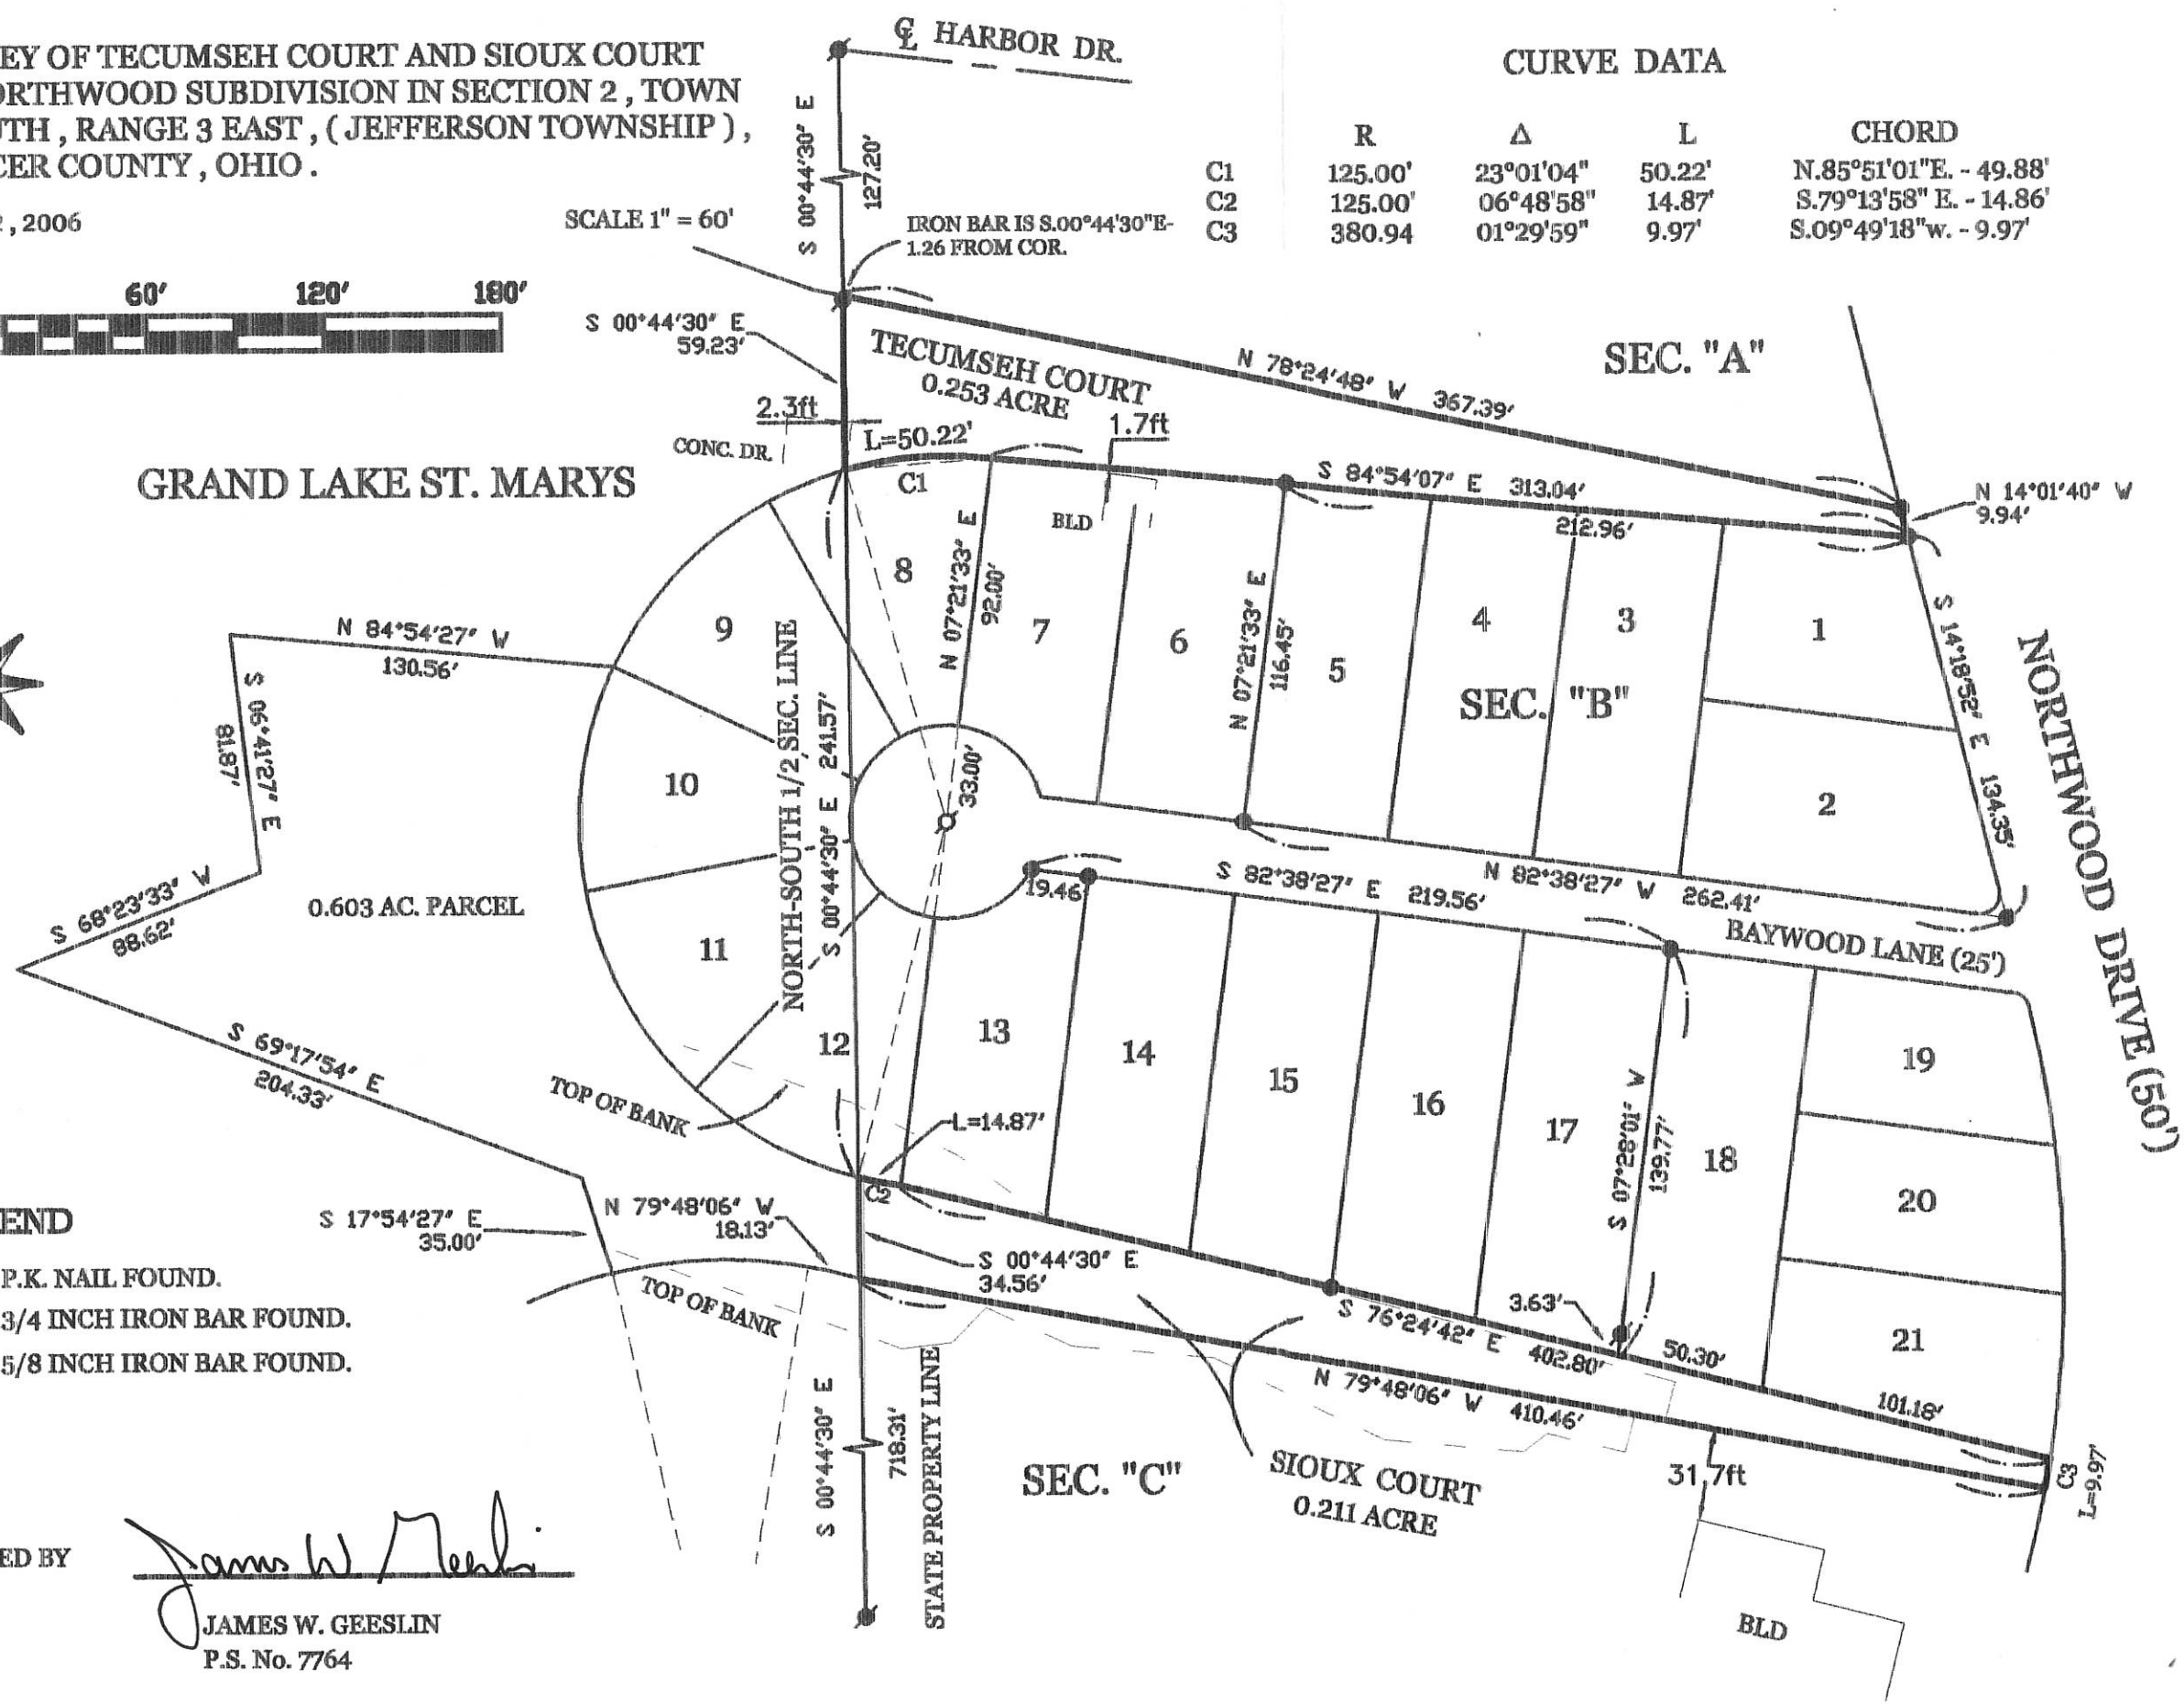 EY OF TECUMSEH COURT AND SIOUX COURT
ORTHWOOD SUBDIVISION IN SECTION 2 , TOWN
UTH , RANGE 3 EAST , ( JEFFERSON TOWNSHIP ) ,
CER COUNTY , OHIO .
, 2006
SCALE 1" = 60'
60' 120' 180'
℄ HARBOR DR.
S 00°44'30" E
127.20'
IRON BAR IS S.00°44'30"E-
1.26 FROM COR.
CURVE DATA
R Δ L CHORD
C1 125.00' 23°01'04" 50.22' N.85°51'01"E. - 49.88'
C2 125.00' 06°48'58" 14.87' S.79°13'58" E. - 14.86'
C3 380.94 01°29'59" 9.97' S.09°49'18"w. - 9.97'
S 00°44'30" E
59.23'
TECUMSEH COURT
0.253 ACRE
N 78°24'48" W 367.39'
SEC. "A"
2.3ft
CONC. DR.
L=50.22'
C1
1.7ft
BLD
S 84°54'07" E 313.04'
212.96'
N 14°01'40" W
9.94'
GRAND LAKE ST. MARYS
N 84°54'27" W
130.56'
S 06°41'27" E
81.87'
S 68°23'33" W
88.62'
0.603 AC. PARCEL
S 69°17'54" E
204.33'
9
8
N 07°21'33" E
92.00'
7
6
N 07°21'33" E
116.45'
5
4
3
1
SEC. "B"
2
S 14°18'52" E 134.35'
NORTHWOOD DRIVE (50')
10
11
12
NORTH-SOUTH 1/2 SEC. LINE
S 00°44'30" E 241.57'
33.00'
19.46'
S 82°38'27" E 219.56'
N 82°38'27" W 262.41'
BAYWOOD LANE (25')
13
14
15
16
17
18
19
20
21
S 07°28'01" W
139.77'
TOP OF BANK
L=14.87'
C2
S 17°54'27" E
35.00'
N 79°48'06" W
18.13'
S 00°44'30" E
34.56'
TOP OF BANK
3.63'
S 76°24'42" E 402.80'
50.30'
101.18'
N 79°48'06" W 410.46'
C3
L=9.97'
31.7ft
SIOUX COURT
0.211 ACRE
SEC. "C"
S 00°44'30" E
718.31'
STATE PROPERTY LINE
BLD
END
P.K. NAIL FOUND.
3/4 INCH IRON BAR FOUND.
5/8 INCH IRON BAR FOUND.
ED BY
James W. Geeslin
JAMES W. GEESLIN
P.S. No. 7764